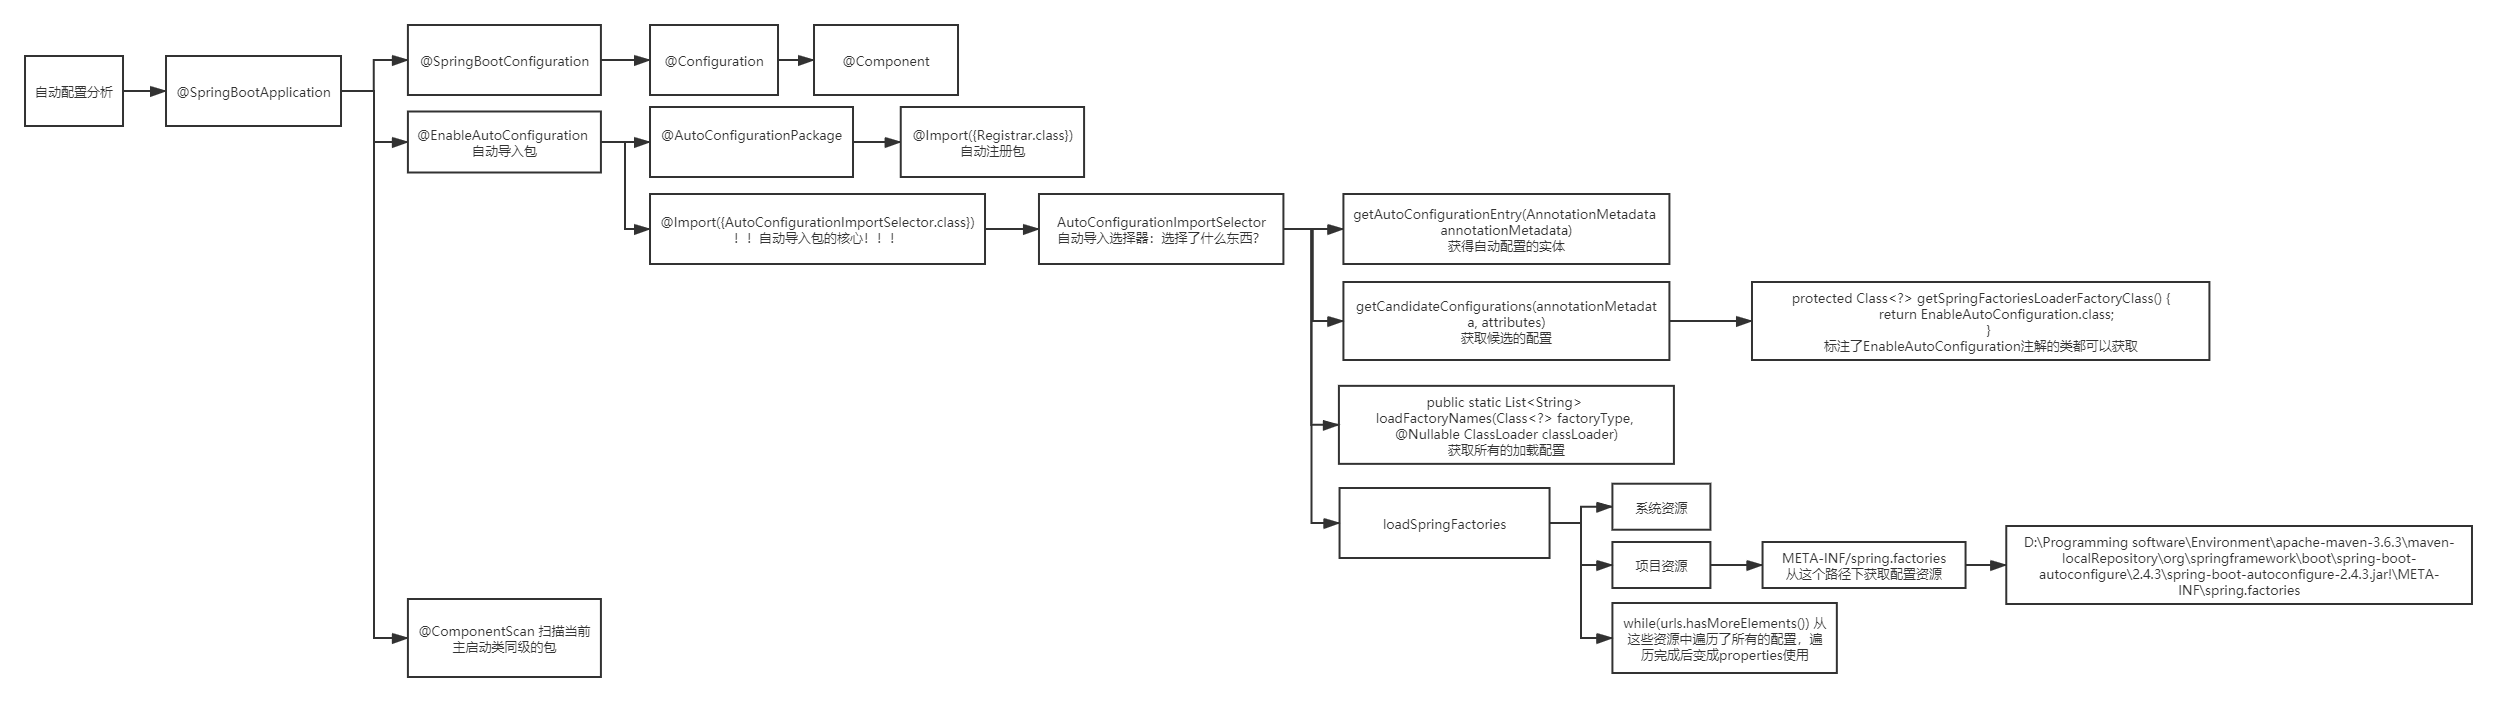 自动配置分析
@SpringBootApplication
@SpringBootConfiguration
@Configuration
@Component
@EnableAutoConfiguration
自动导入包
@AutoConfigurationPackage
@Import({Registrar.class})
自动注册包
@Import({AutoConfigurationImportSelector.class})
！！自动导入包的核心！！！
AutoConfigurationImportSelector
自动导入选择器：选择了什么东西？
getAutoConfigurationEntry(AnnotationMetadata
annotationMetadata)
获得自动配置的实体
getCandidateConfigurations(annotationMetadat
a, attributes)
获取候选的配置
protected Class<?> getSpringFactoriesLoaderFactoryClass() {
return EnableAutoConfiguration.class;
}
标注了EnableAutoConfiguration注解的类都可以获取
public static List<String>
loadFactoryNames(Class<?> factoryType,
@Nullable ClassLoader classLoader)
获取所有的加载配置
loadSpringFactories
系统资源
项目资源
META-INF/spring.factories
从这个路径下获取配置资源
D:\Programming software\Environment\apache-maven-3.6.3\maven-
localRepository\org\springframework\boot\spring-boot-
autoconfigure\2.4.3\spring-boot-autoconfigure-2.4.3.jar!\META-
INF\spring.factories
while(urls.hasMoreElements()) 从
这些资源中遍历了所有的配置，遍
历完成后变成properties使用
@ComponentScan 扫描当前
主启动类同级的包